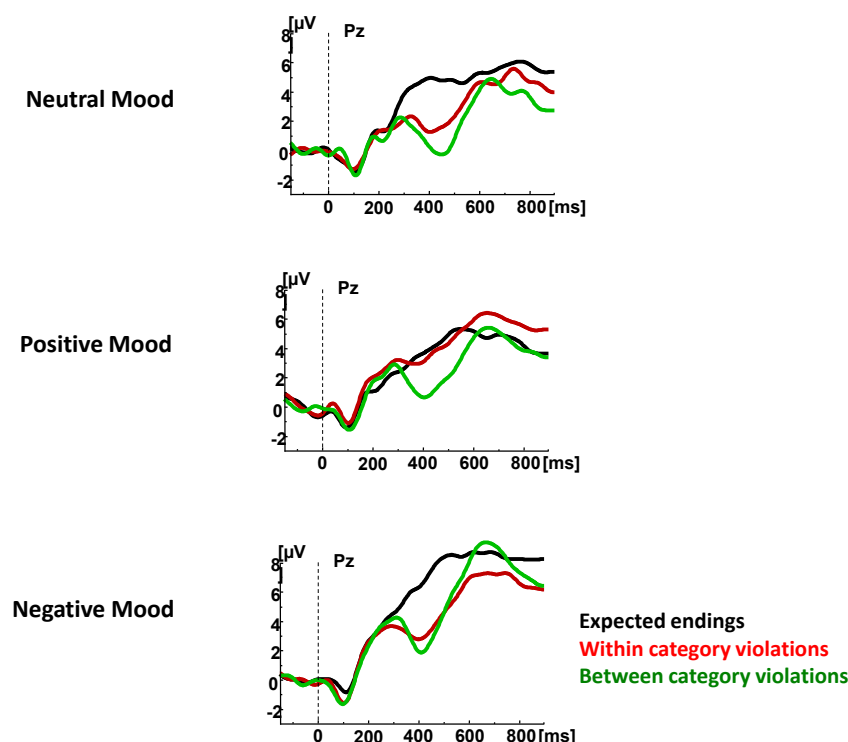 [µV
Pz
8
6
4
2
0
-2
0 200 400 600 800[ms]
Neutral Mood
[µV
Pz
8
6
4
2
0
-2
0 200 400 600 800[ms]
Positive Mood
[µV
Pz
8
6
4
2
0
-2
0 200 400 600 800[ms]
Negative Mood
Expected endings
Within category violations
Between category violations